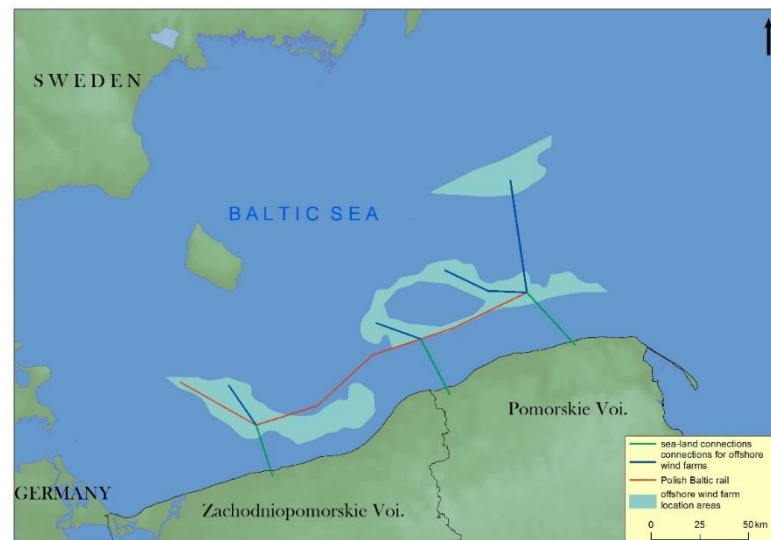 SWEDEN
BALTIC SEA
Pomorskie Voi.
GERMANY
Zachodniopomorskie Voi.
sea-land connections
connections for offshore
wind farms
Polish Baltic rail
offshore wind farm
location areas
0 25 50 km